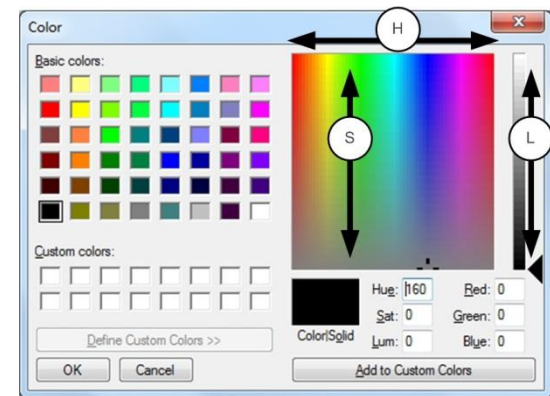 Color
H
Basic colors:
S
L
Custom colors:
Hue: 160
Red: 0
Sat: 0
Green: 0
Color|Solid
Lum: 0
Blue: 0
Define Custom Colors >>
OK
Cancel
Add to Custom Colors